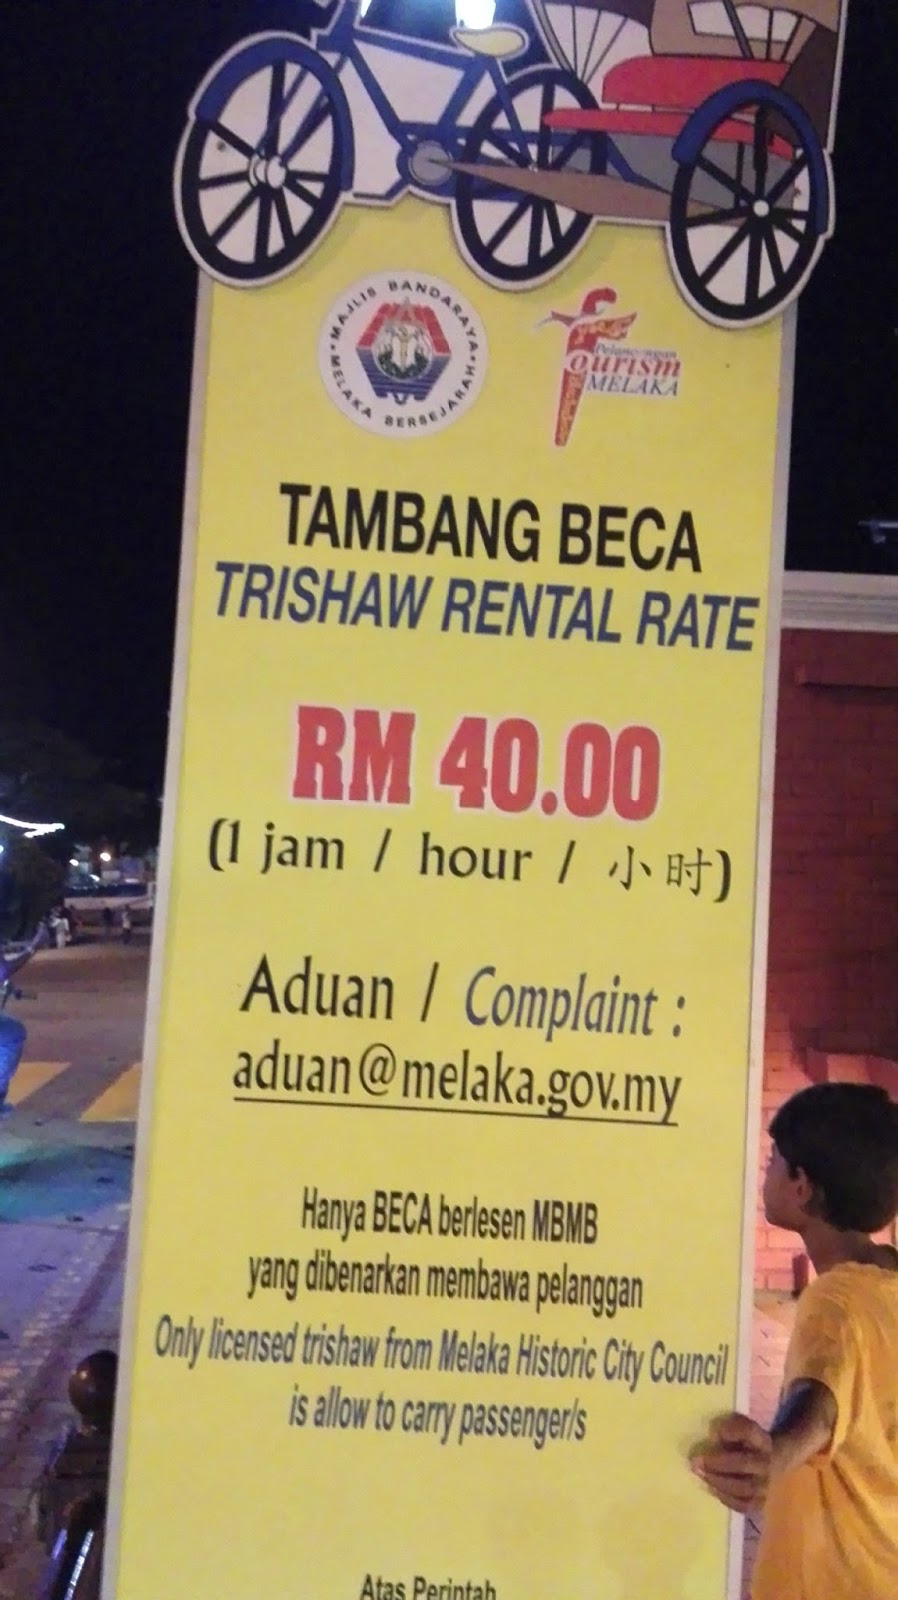 MAJLIS BANDARAYA
MELAKA BERSEJARAH
Pelancongan
Tourism
MELAKA
TAMBANG BECA
TRISHAW RENTAL RATE
RM 40.00
(1 jam / hour / 小时)
Aduan / Complaint :
aduan@melaka.gov.my
Hanya BECA berlesen MBMB
yang dibenarkan membawa pelanggan
Only licensed trishaw from Melaka Historic City Council
is allow to carry passenger/s
Atas Perintah